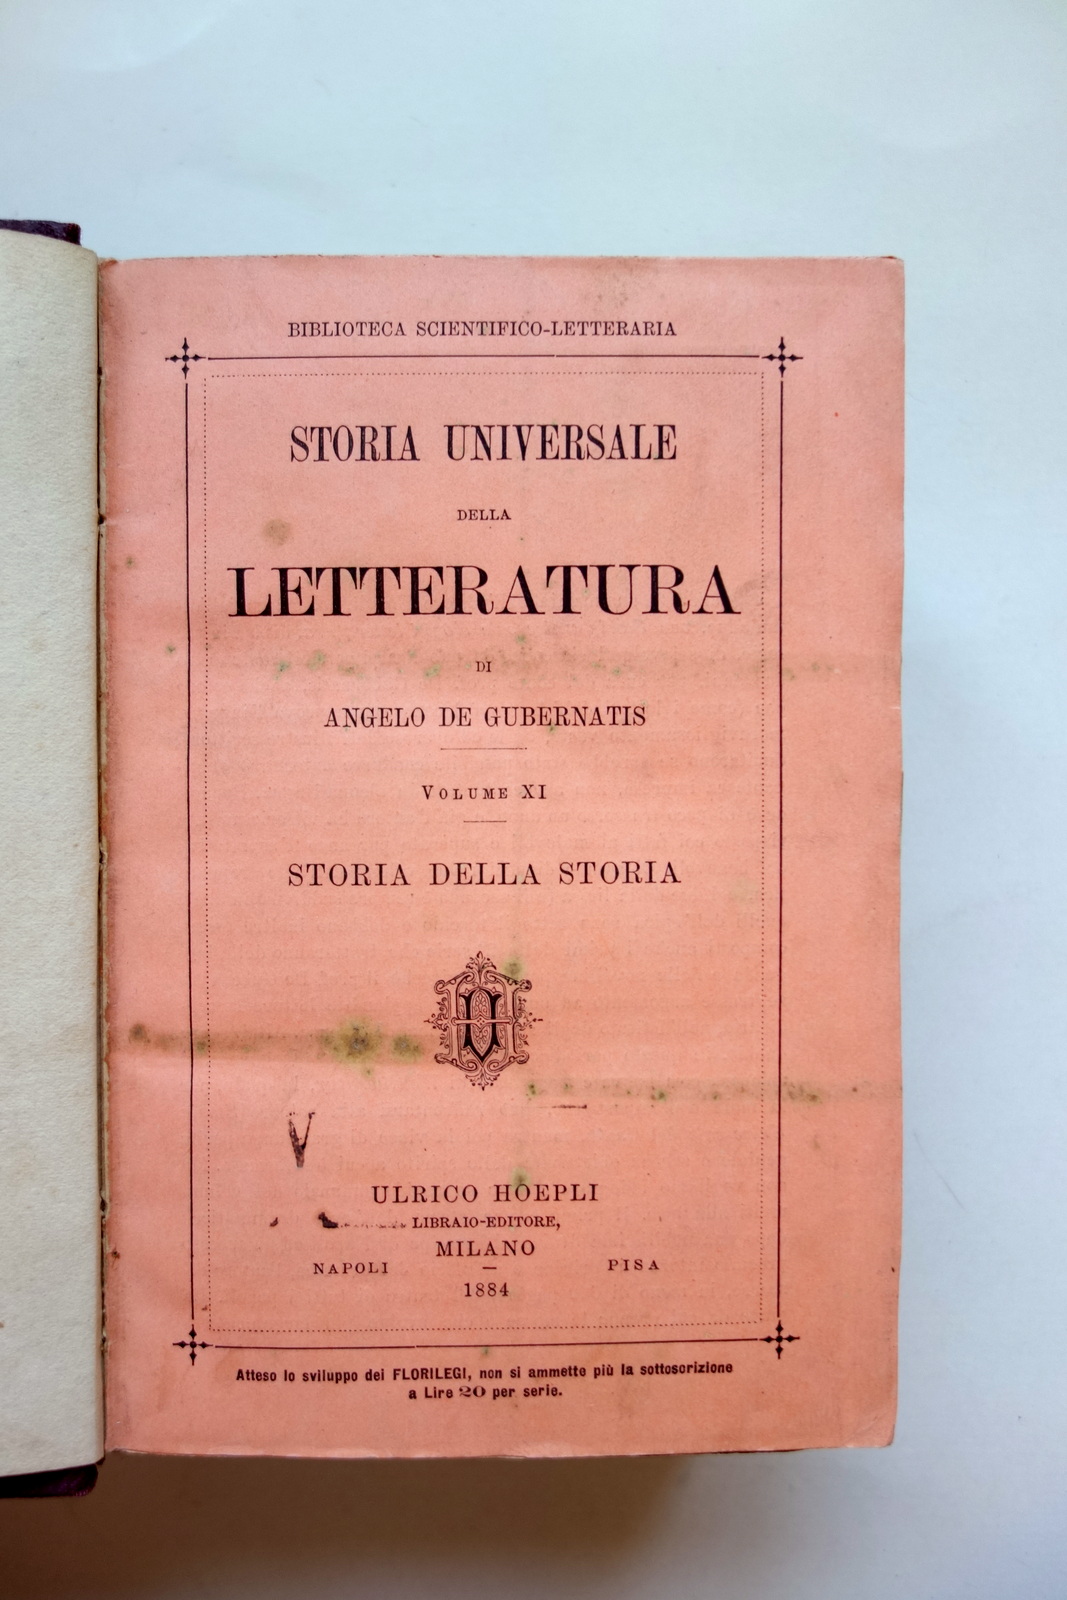 BIBLIOTECA SCIENTIFICO-LETTERARIA
STORIA UNIVERSALE
DELLA
LETTERATURA
DI
ANGELO DE GUBERNATIS
VOLUME XI
STORIA DELLA STORIA
ULRICO HOEPLI
LIBRAIO-EDITORE,
MILANO
NAPOLI PISA
1884
Atteso lo sviluppo dei FLORILEGI, non si ammette più la sottoscrizione
a Lire 20 per serie.